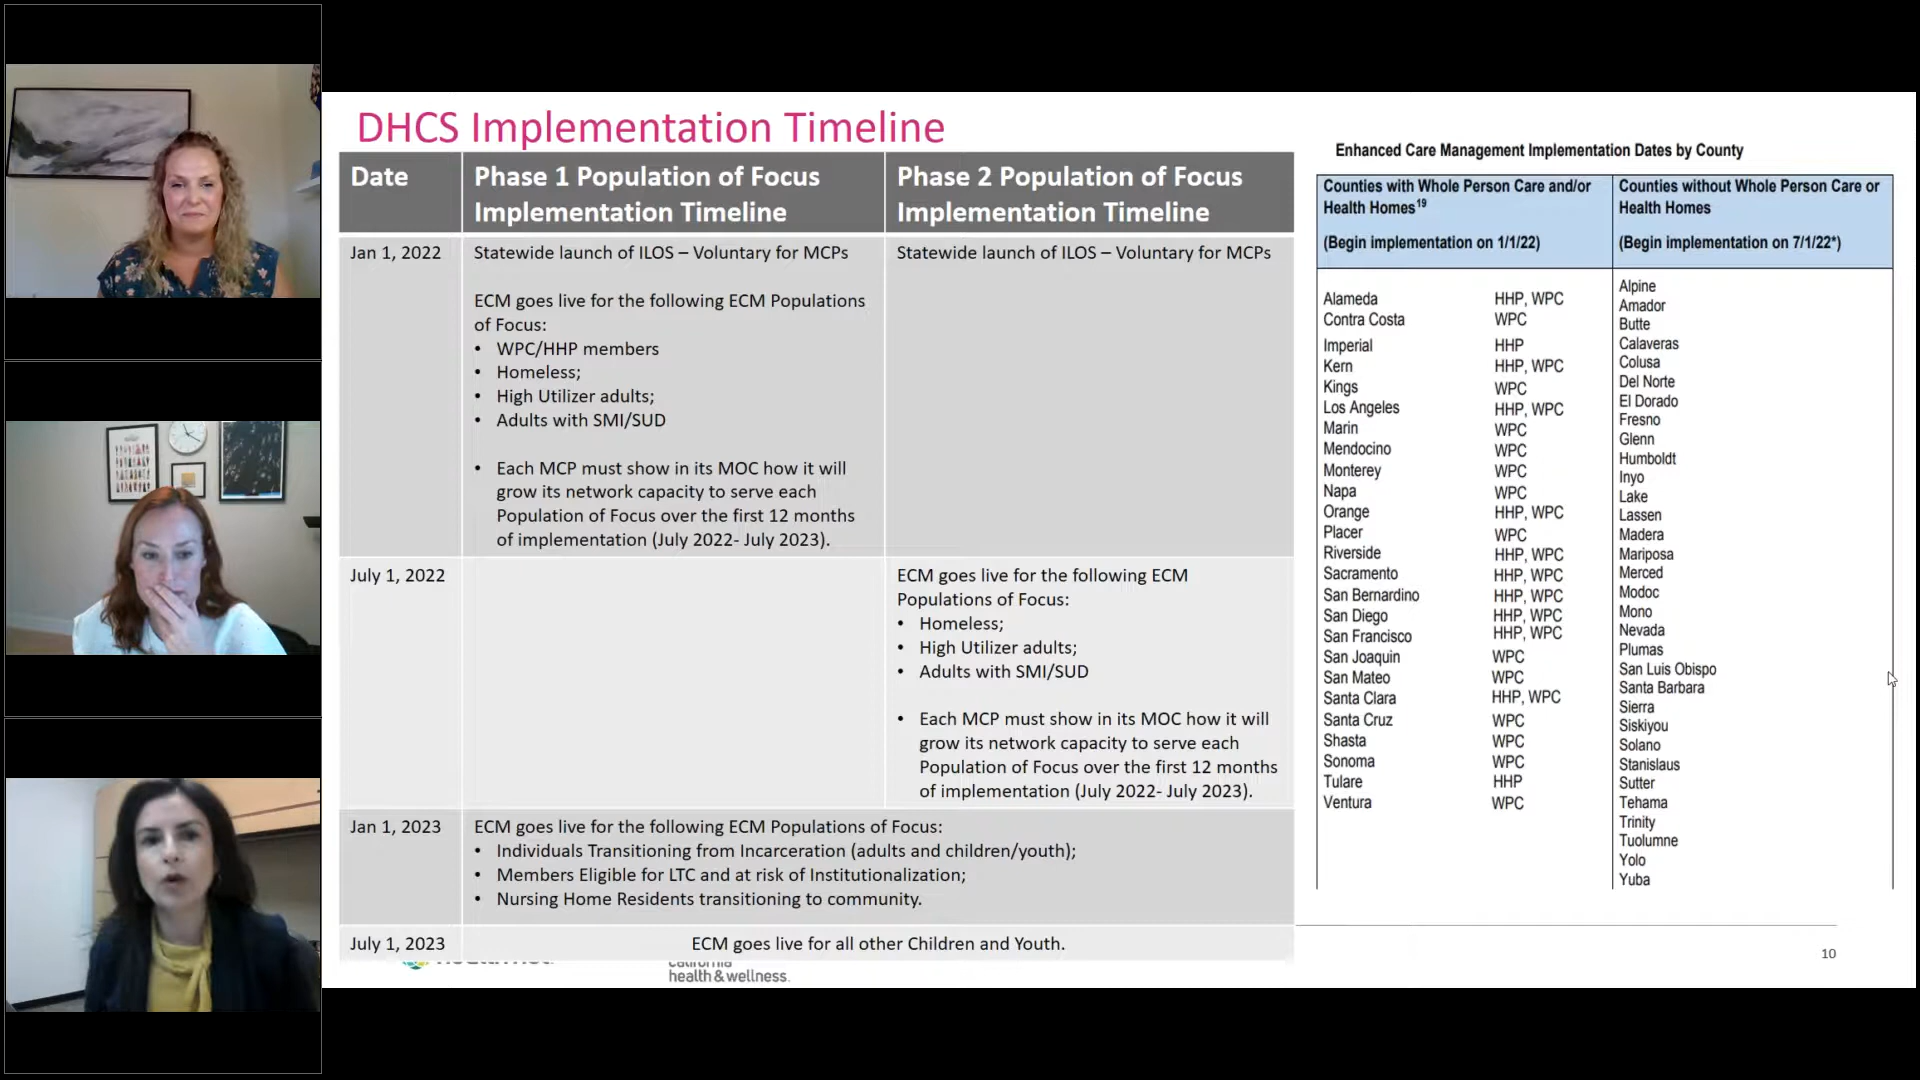 DHCS Implementation Timeline
Date
Phase 1 Population of Focus
Implementation Timeline
Phase 2 Population of Focus
Implementation Timeline
Jan 1, 2022
Statewide launch of ILOS – Voluntary for MCPs
ECM goes live for the following ECM Populations
of Focus:
• WPC/HHP members
• Homeless;
• High Utilizer adults;
• Adults with SMI/SUD
• Each MCP must show in its MOC how it will
grow its network capacity to serve each
Population of Focus over the first 12 months
of implementation (July 2022- July 2023).
Statewide launch of ILOS – Voluntary for MCPs
July 1, 2022
ECM goes live for the following ECM
Populations of Focus:
• Homeless;
• High Utilizer adults;
• Adults with SMI/SUD
• Each MCP must show in its MOC how it will
grow its network capacity to serve each
Population of Focus over the first 12 months
of implementation (July 2022- July 2023).
Jan 1, 2023
ECM goes live for the following ECM Populations of Focus:
• Individuals Transitioning from Incarceration (adults and children/youth);
• Members Eligible for LTC and at risk of Institutionalization;
• Nursing Home Residents transitioning to community.
July 1, 2023
ECM goes live for all other Children and Youth.
california
health & wellness.
Enhanced Care Management Implementation Dates by County
Counties with Whole Person Care and/or
Health Homes19
(Begin implementation on 1/1/22)
Counties without Whole Person Care or
Health Homes
(Begin implementation on 7/1/22*)
Alameda HHP, WPC
Contra Costa WPC
Imperial HHP
Kern HHP, WPC
Kings WPC
Los Angeles HHP, WPC
Marin WPC
Mendocino WPC
Monterey WPC
Napa WPC
Orange HHP, WPC
Placer WPC
Riverside HHP, WPC
Sacramento HHP, WPC
San Bernardino HHP, WPC
San Diego HHP, WPC
San Francisco HHP, WPC
San Joaquin WPC
San Mateo WPC
Santa Clara HHP, WPC
Santa Cruz WPC
Shasta WPC
Sonoma WPC
Tulare HHP
Ventura WPC
Alpine
Amador
Butte
Calaveras
Colusa
Del Norte
El Dorado
Fresno
Glenn
Humboldt
Inyo
Lake
Lassen
Madera
Mariposa
Merced
Modoc
Mono
Nevada
Plumas
San Luis Obispo
Santa Barbara
Sierra
Siskiyou
Solano
Stanislaus
Sutter
Tehama
Trinity
Tuolumne
Yolo
Yuba
10